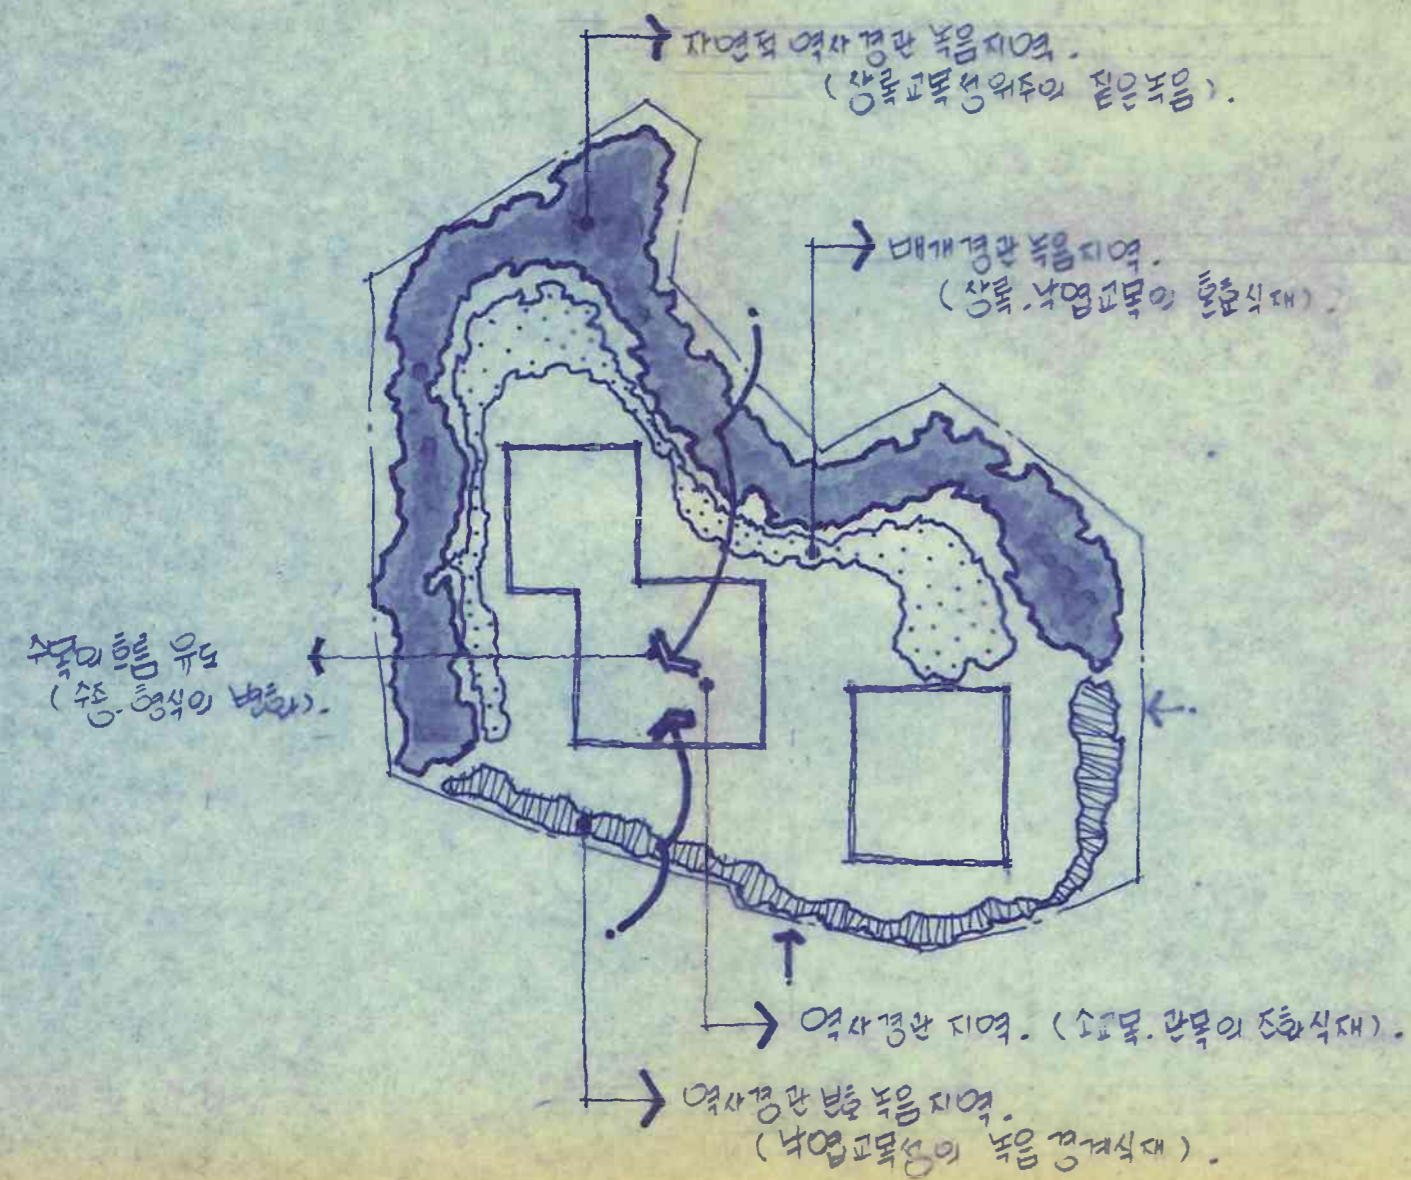 자연적 역사 경관 녹음지역.
(상록교목성위주의 짙은녹음).
매개경관 녹음지역.
(상록.낙엽교목의 혼효식재)
수목의 흐름 유도
(수종.형식의 변화).
역사경관 지역. (소교목.관목의 조화식재).
역사경관 보호 녹음지역.
(낙엽교목성의 녹음 경계식재).